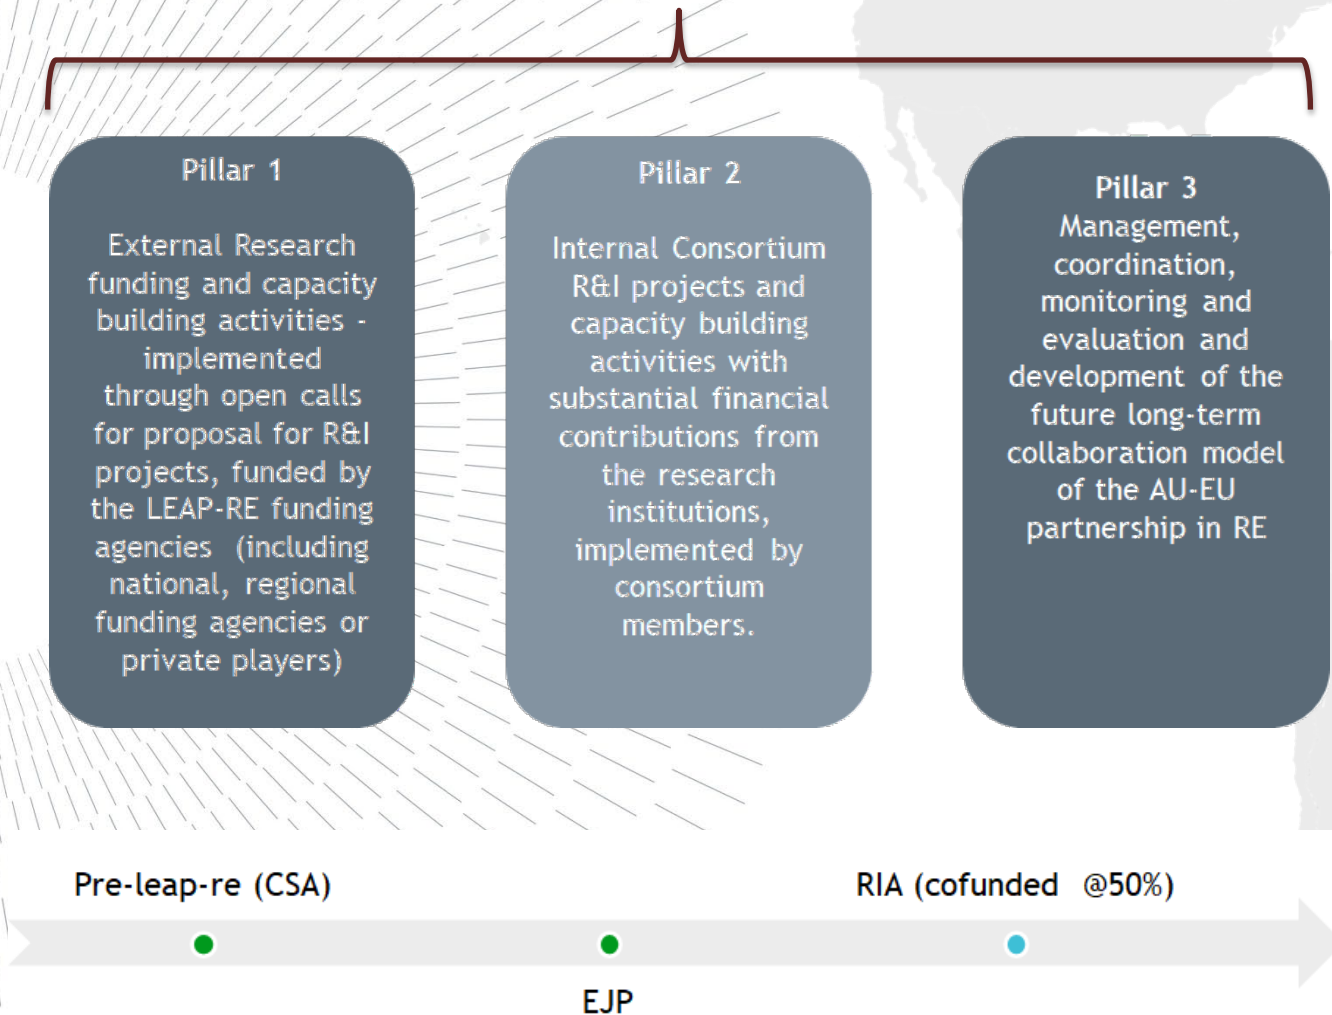 Pillar 1
External Research
funding and capacity
building activities -
implemented
through open calls
for proposal for R&I
projects, funded by
the LEAP-RE funding
agencies (including
national, regional
funding agencies or
private players)
Pillar 2
Internal Consortium
R&I projects and
capacity building
activities with
substantial financial
contributions from
the research
institutions,
implemented by
consortium
members.
Pillar 3
Management,
coordination,
monitoring and
evaluation and
development of the
future long-term
collaboration model
of the AU-EU
partnership in RE
Pre-leap-re (CSA)
RIA (cofunded @50%)
EJP